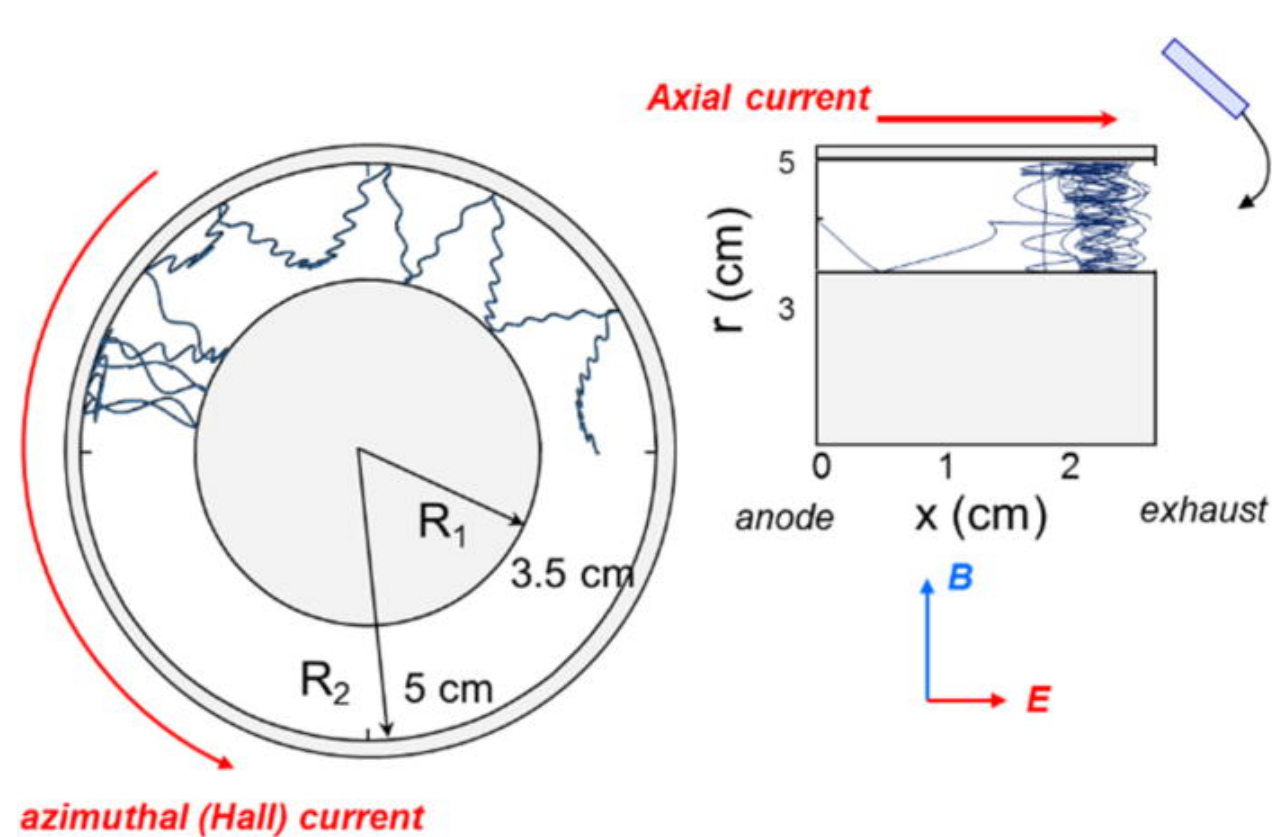 Axial current
5
r (cm)
3
0 1 2
anode x (cm) exhaust
B
E
R₁
3.5 cm
R₂
5 cm
azimuthal (Hall) current